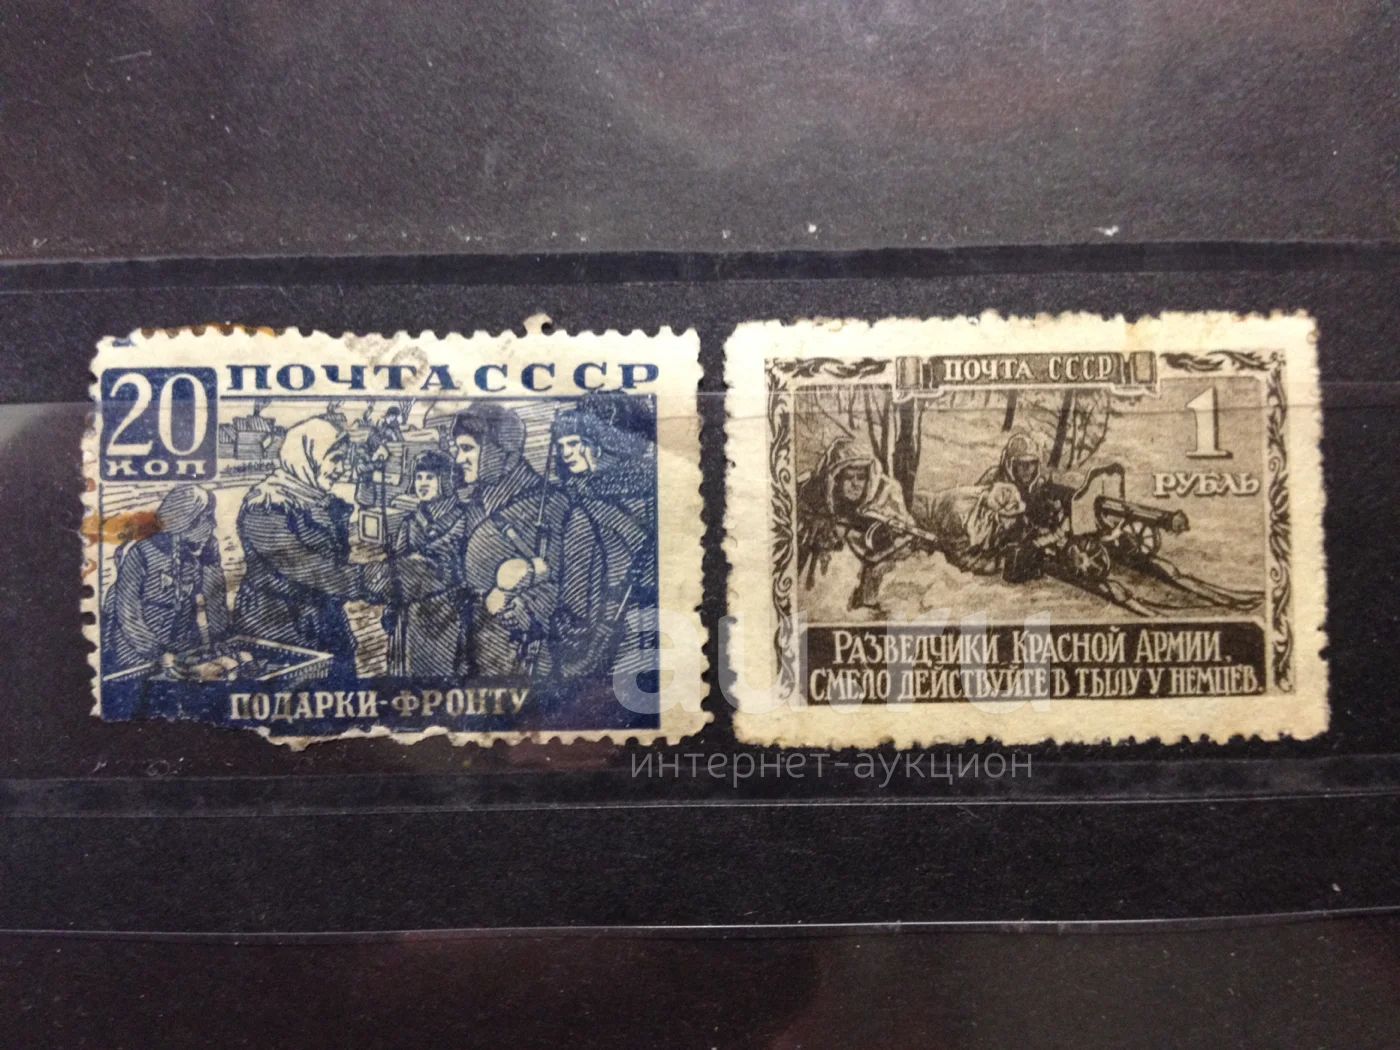 20
КОП
ПОЧТА СССР
ПОДАРКИ-ФРОНТУ
ПОЧТА СССР
1
РУБЛЬ
РАЗВЕДЧИКИ КРАСНОЙ АРМИИ,
СМЕЛО ДЕЙСТВУЙТЕ В ТЫЛУ У НЕМЦЕВ.
au.ru
интернет-аукцион